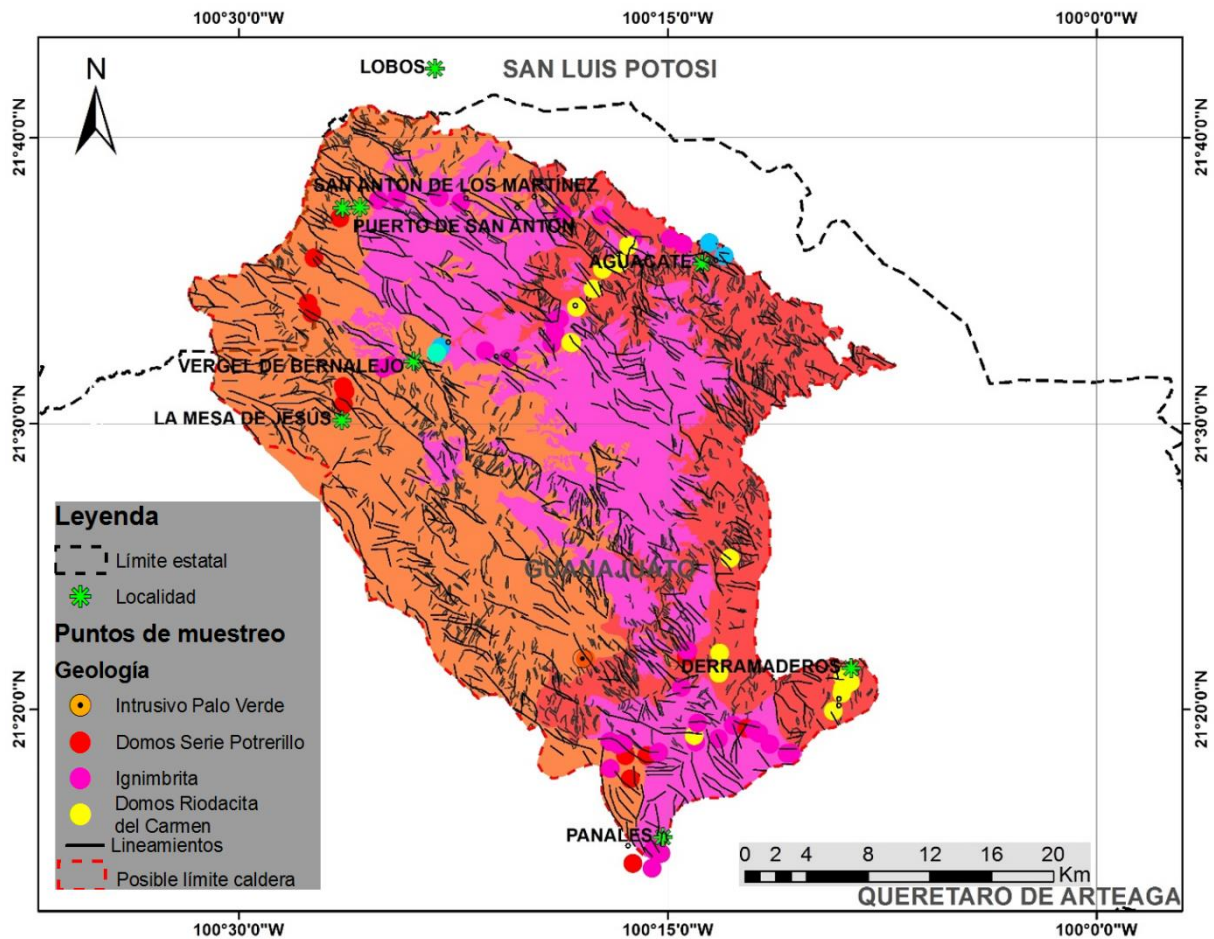 100°30'0"W
100°15'0"W
100°0'0"W
N
LOBOS
SAN LUIS POTOSI
21°40'0"N
21°40'0"N
SAN ANTON DE LOS MARTÍNEZ
PUERTO DE SAN ANTON
AGUACATE
VERGEL DE BERNALEJO
LA MESA DE JESÚS
21°30'0"N
21°30'0"N
GUANAJUATO
DERRAMADEROS
21°20'0"N
21°20'0"N
PANALES
Leyenda
Límite estatal
Localidad
Puntos de muestreo
Geología
Intrusivo Palo Verde
Domos Serie Potrerillo
Ignimbrita
Domos Riodacita
del Carmen
Lineamientos
Posible límite caldera
0 2 4 8 12 16 20
Km
QUERETARO DE ARTEAGA
100°30'0"W
100°15'0"W
100°0'0"W